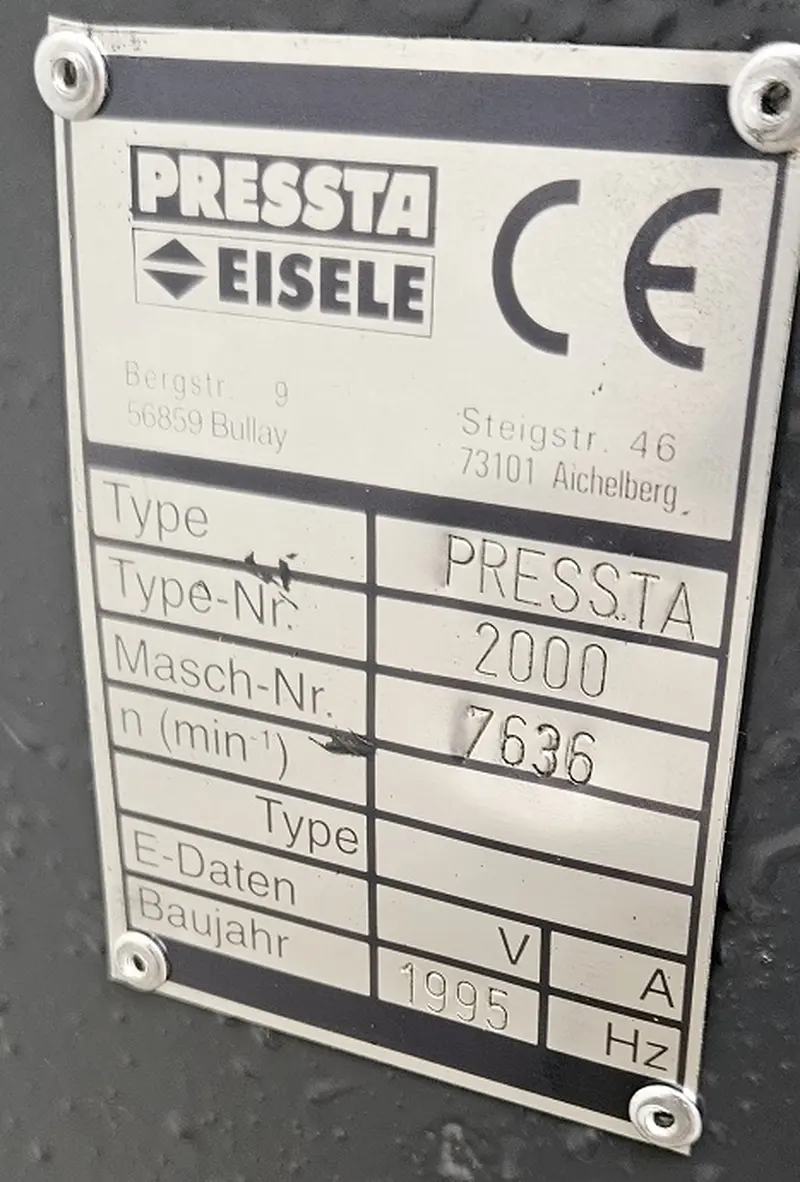 PRESSTA
EISELE
CE
Bergstr. 9
56859 Bullay
Steigstr. 46
73101 Aichelberg
Type PRESSTA
Type-Nr. 2000
Masch-Nr. 7636
n (min⁻¹)
Type
E-Daten V A
Baujahr 1995 Hz